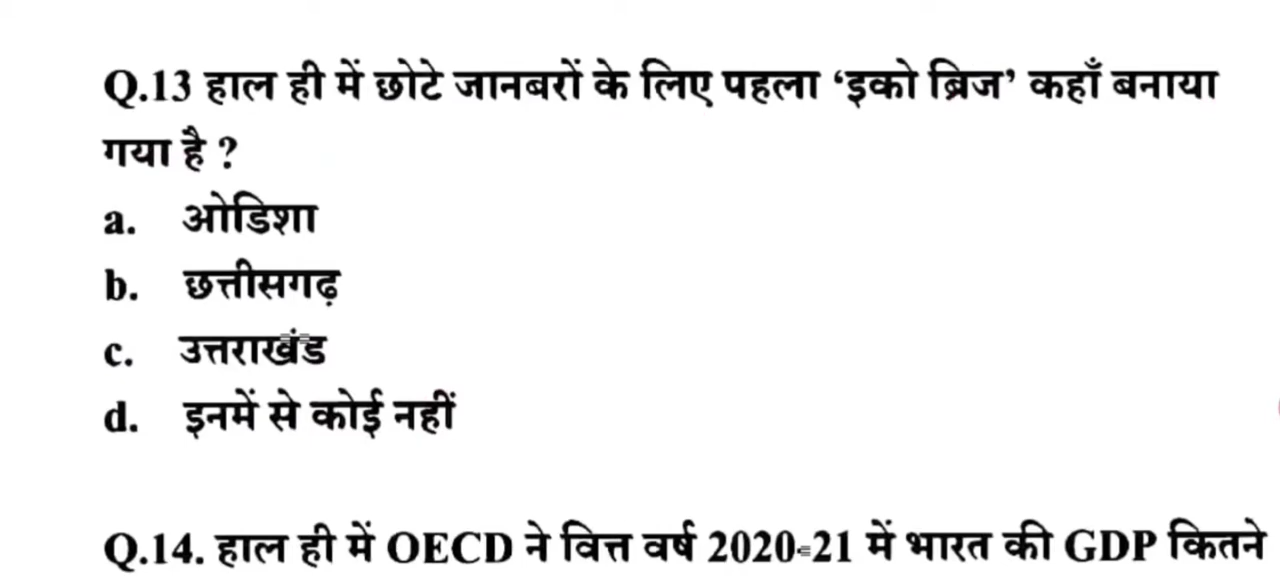 Q.13 हाल ही में छोटे जानबरों के लिए पहला ‘इको ब्रिज’ कहाँ बनाया
गया है ?
a. ओडिशा
b. छत्तीसगढ़
c. उत्तराखंड
d. इनमें से कोई नहीं
Q.14. हाल ही में OECD ने वित्त वर्ष 2020-21 में भारत की GDP कितने